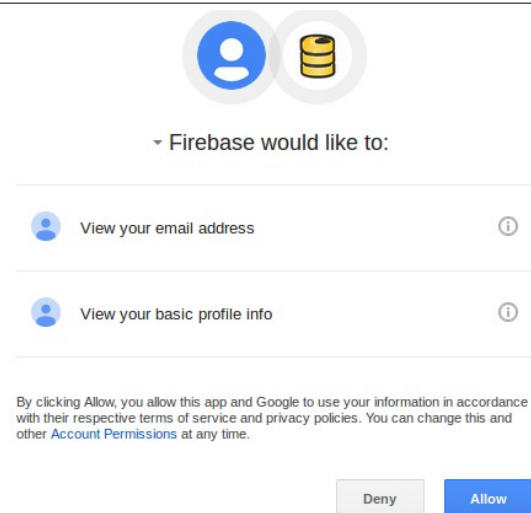 Firebase would like to:
View your email address
View your basic profile info
By clicking Allow, you allow this app and Google to use your information in accordance
with their respective terms of service and privacy policies. You can change this and
other Account Permissions at any time.
Deny Allow